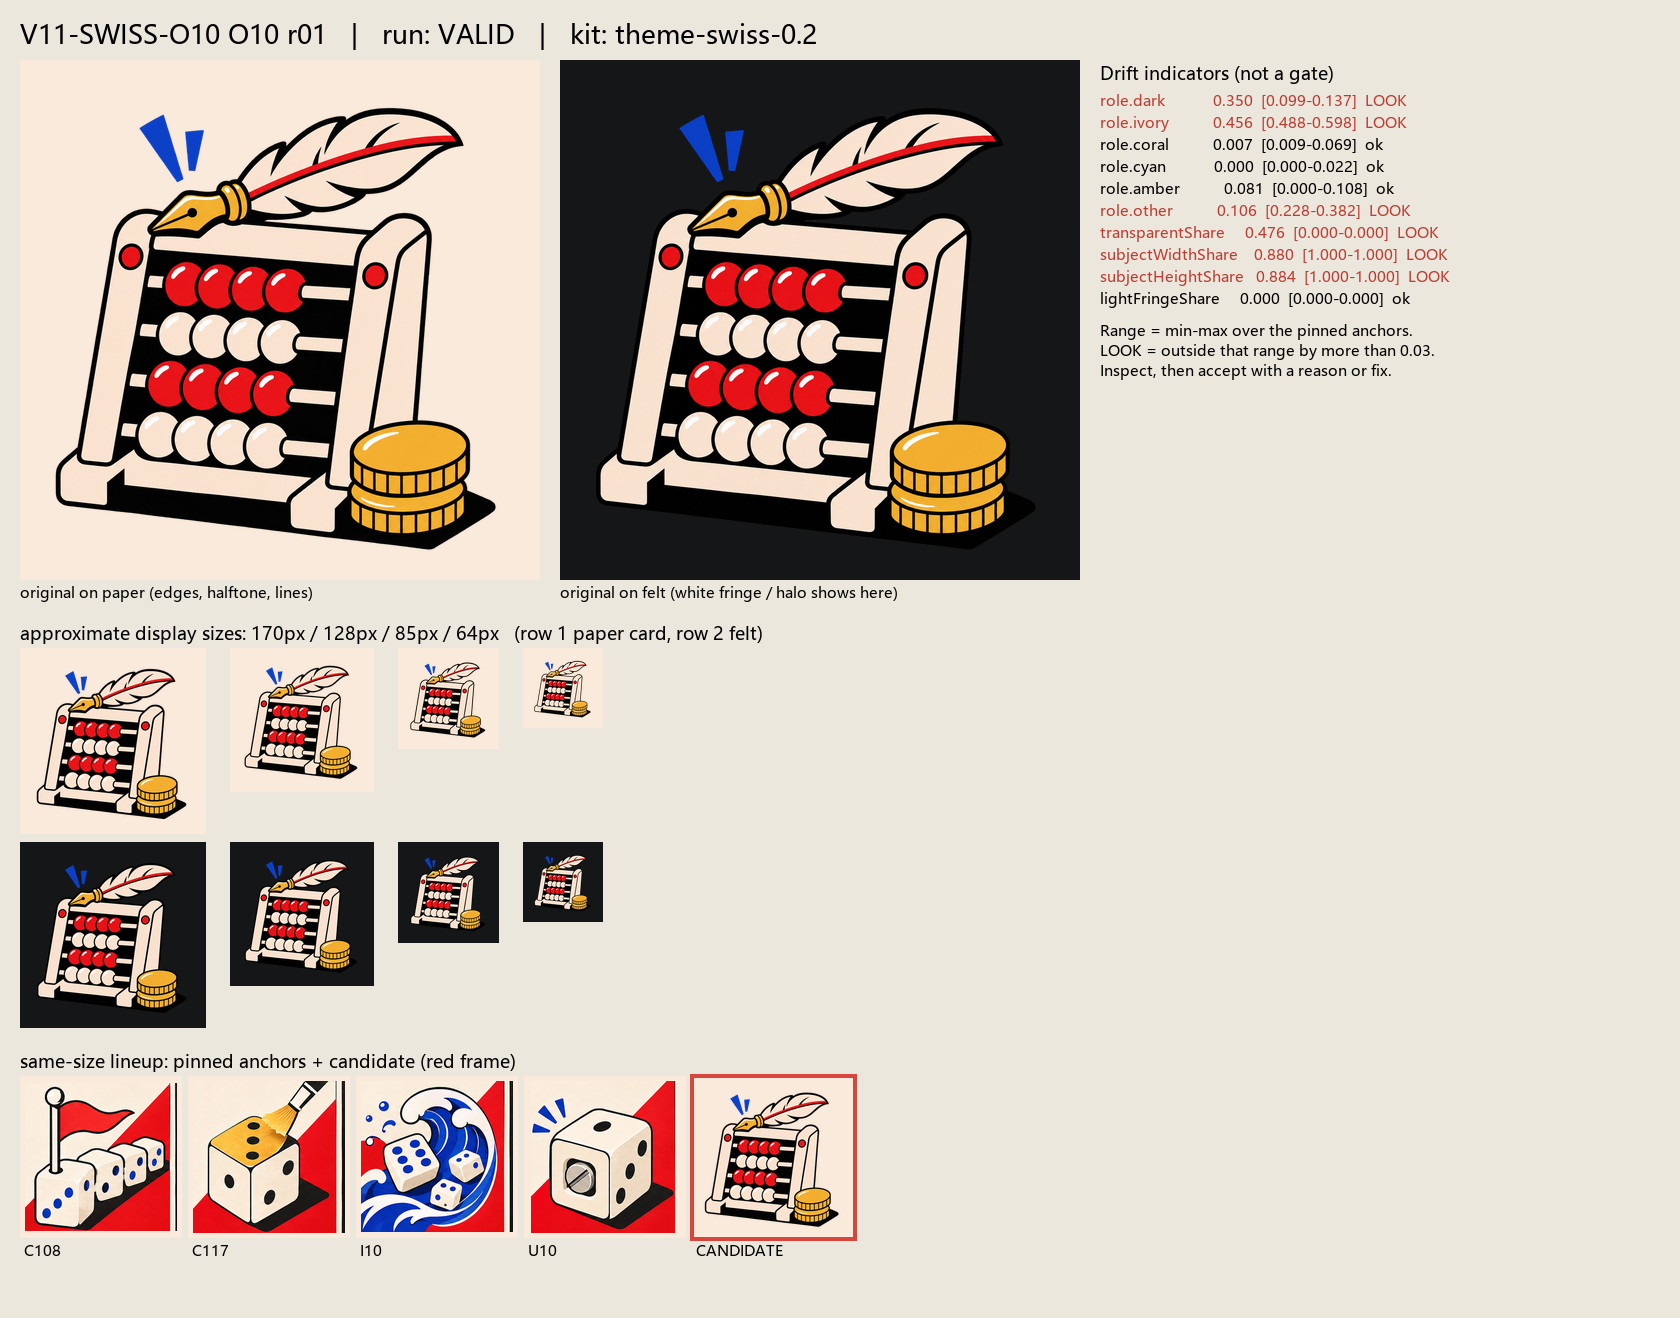 V11-SWISS-O10 O10 r01 | run: VALID | kit: theme-swiss-0.2
Drift indicators (not a gate)
role.dark 0.350 [0.099-0.137] LOOK
role.ivory 0.456 [0.488-0.598] LOOK
role.coral 0.007 [0.009-0.069] ok
role.cyan 0.000 [0.000-0.022] ok
role.amber 0.081 [0.000-0.108] ok
role.other 0.106 [0.228-0.382] LOOK
transparentShare 0.476 [0.000-0.000] LOOK
subjectWidthShare 0.880 [1.000-1.000] LOOK
subjectHeightShare 0.884 [1.000-1.000] LOOK
lightFringeShare 0.000 [0.000-0.000] ok
Range = min-max over the pinned anchors.
LOOK = outside that range by more than 0.03.
Inspect, then accept with a reason or fix.
original on paper (edges, halftone, lines)
original on felt (white fringe / halo shows here)
approximate display sizes: 170px / 128px / 85px / 64px (row 1 paper card, row 2 felt)
same-size lineup: pinned anchors + candidate (red frame)
C108
C117
I10
U10
CANDIDATE